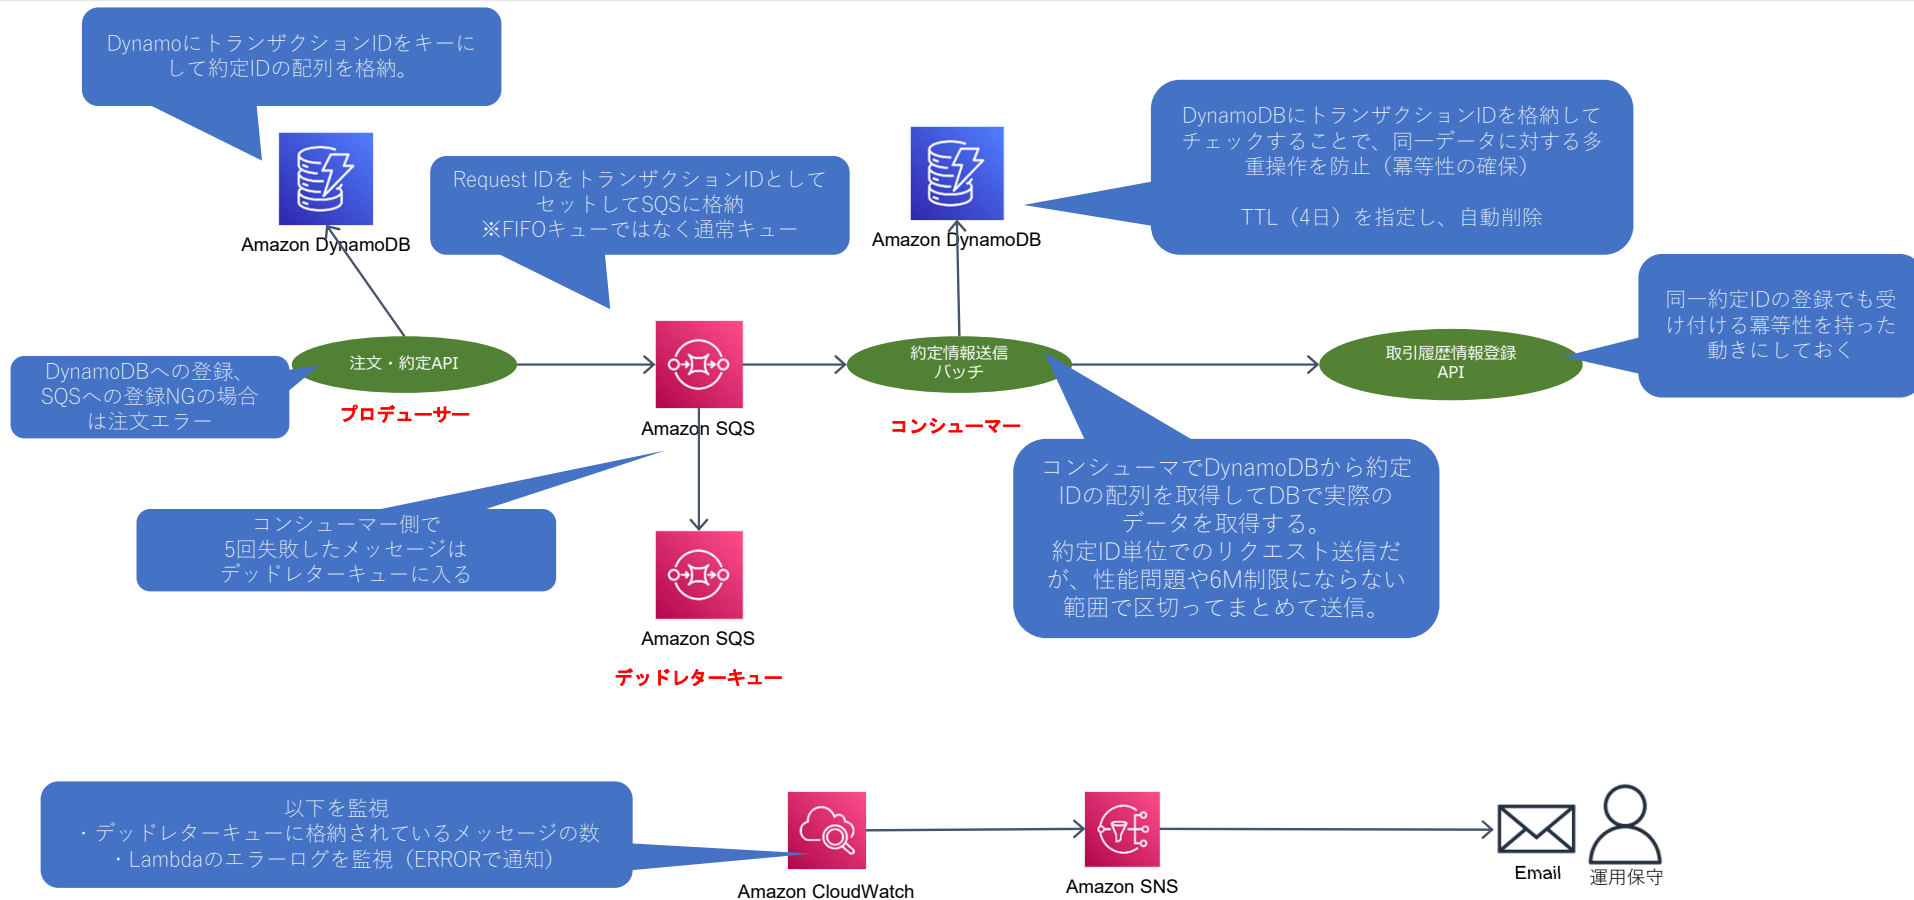 DynamoにトランザクションIDをキーに
して約定IDの配列を格納。
Amazon DynamoDB
Request IDをトランザクションIDとして
セットしてSQSに格納
※FIFOキューではなく通常キュー
Amazon DynamoDB
DynamoDBにトランザクションIDを格納して
チェックすることで、同一データに対する多
重操作を防止（冪等性の確保）
TTL（4日）を指定し、自動削除
同一約定IDの登録でも受
け付ける冪等性を持った
動きにしておく
DynamoDBへの登録、
SQSへの登録NGの場合
は注文エラー
注文・約定API
プロデューサー
Amazon SQS
約定情報送信
バッチ
コンシューマー
取引履歴情報登録
API
コンシューマでDynamoDBから約定
IDの配列を取得してDBで実際の
データを取得する。
約定ID単位でのリクエスト送信だ
が、性能問題や6M制限にならない
範囲で区切ってまとめて送信。
コンシューマー側で
5回失敗したメッセージは
デッドレターキューに入る
Amazon SQS
デッドレターキュー
以下を監視
・デッドレターキューに格納されているメッセージの数
・Lambdaのエラーログを監視（ERRORで通知）
Amazon CloudWatch
Amazon SNS
Email
運用保守